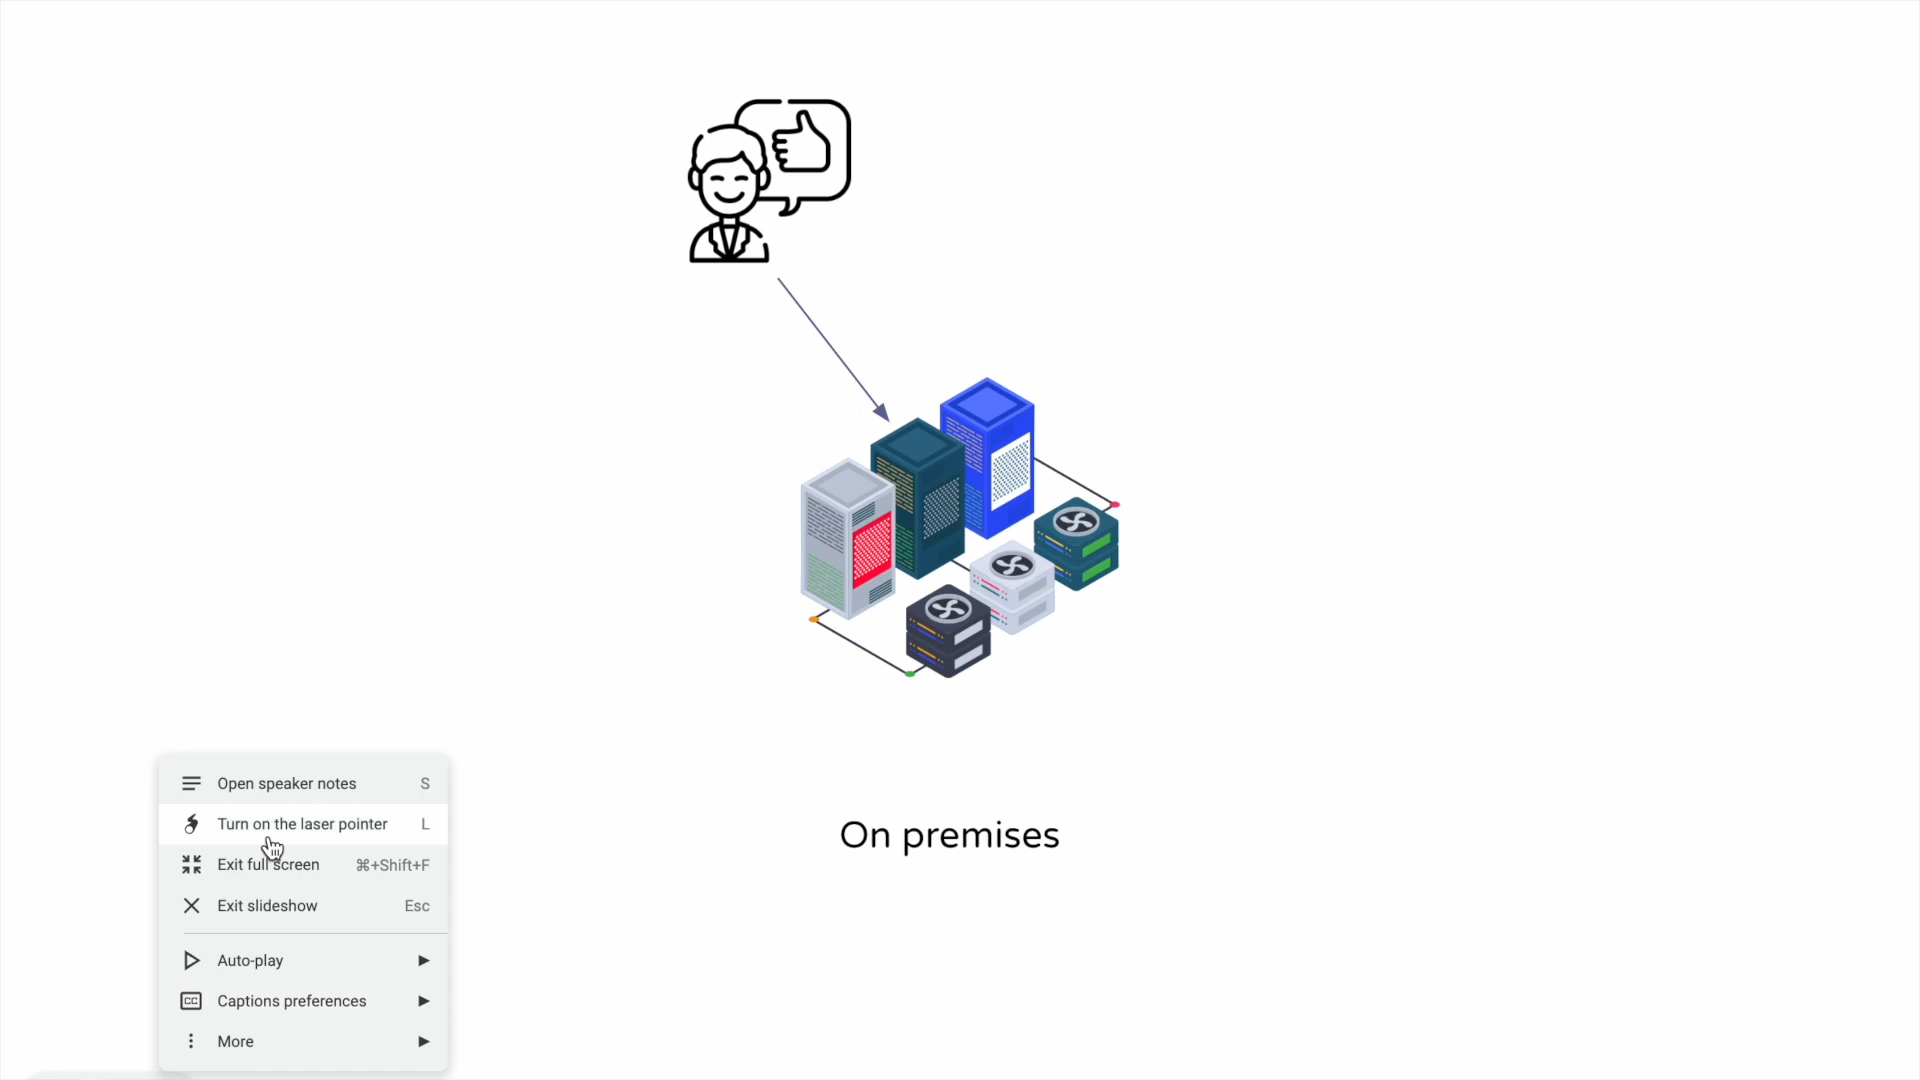 On premises
Open speaker notes S
Turn on the laser pointer L
Exit full screen ⌘+Shift+F
Exit slideshow Esc
Auto-play
CC Captions preferences
More